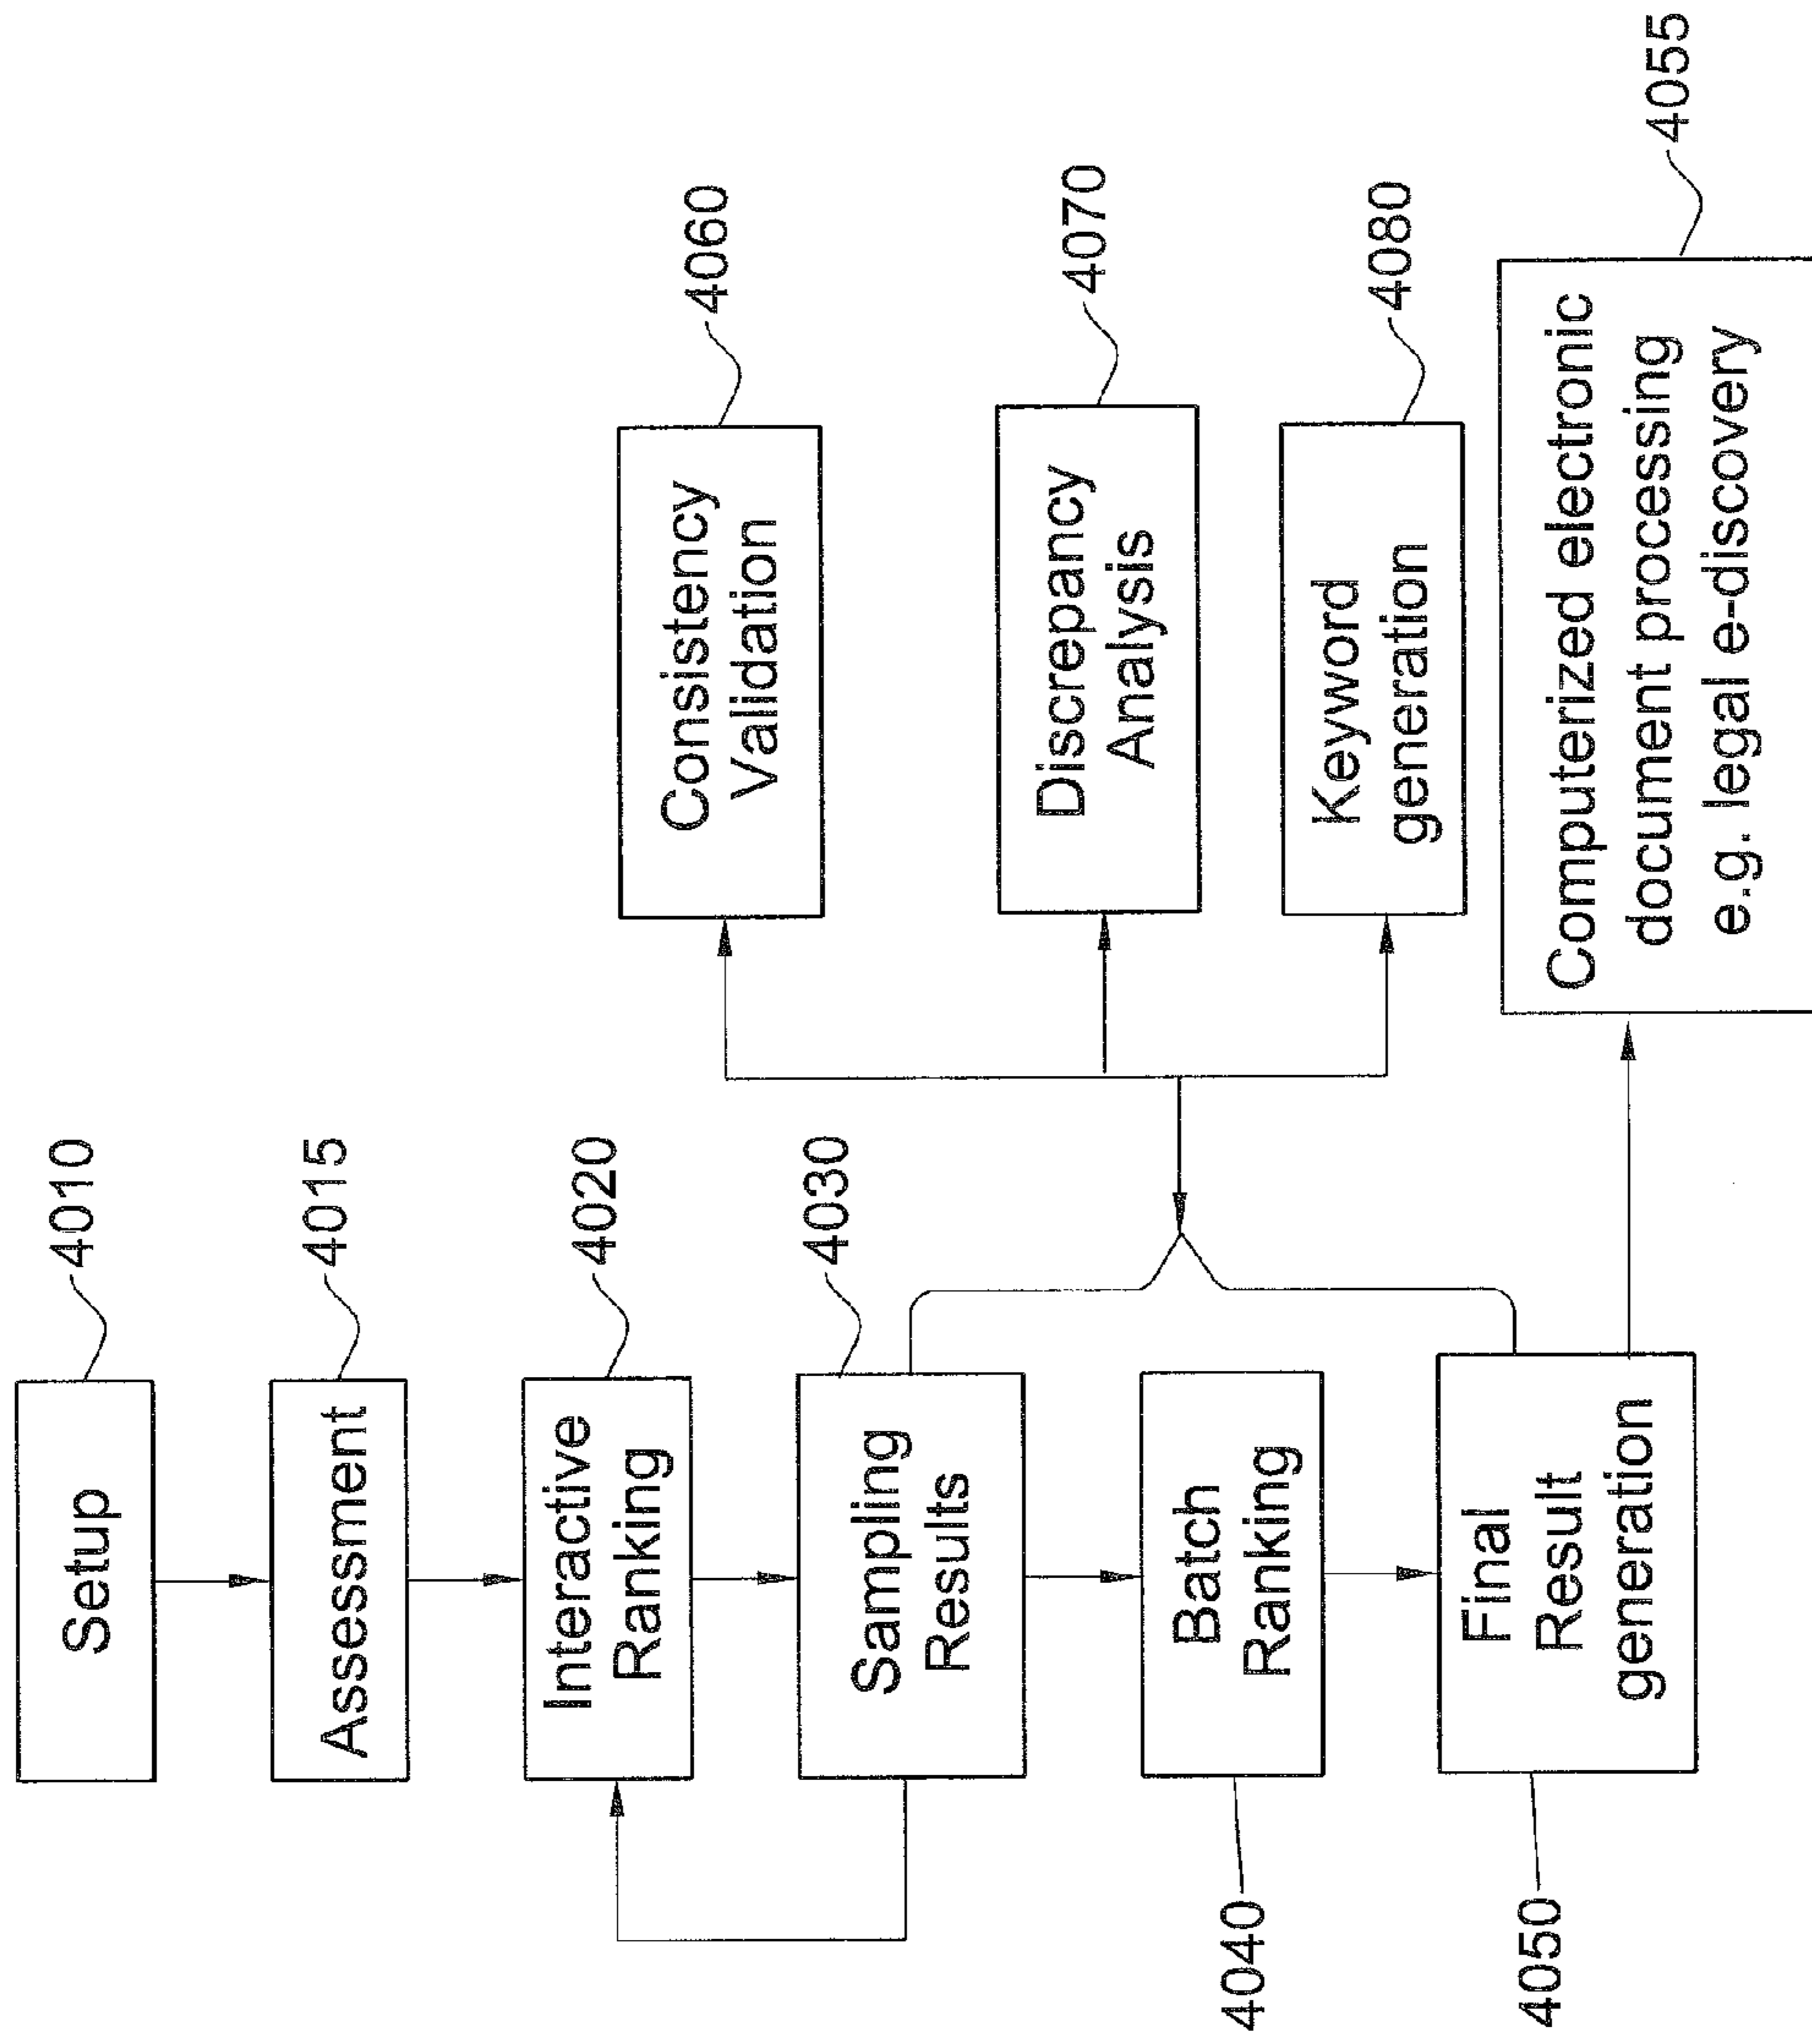 Setup
4010
Assessment
4015
Interactive
Ranking
4020
Sampling
Results
4030
Batch
Ranking
4040
Final
Result
generation
4050
Consistency
Validation
4060
Discrepancy
Analysis
4070
Keyword
generation
4080
Computerized electronic
document processing
e.g. legal e-discovery
4055